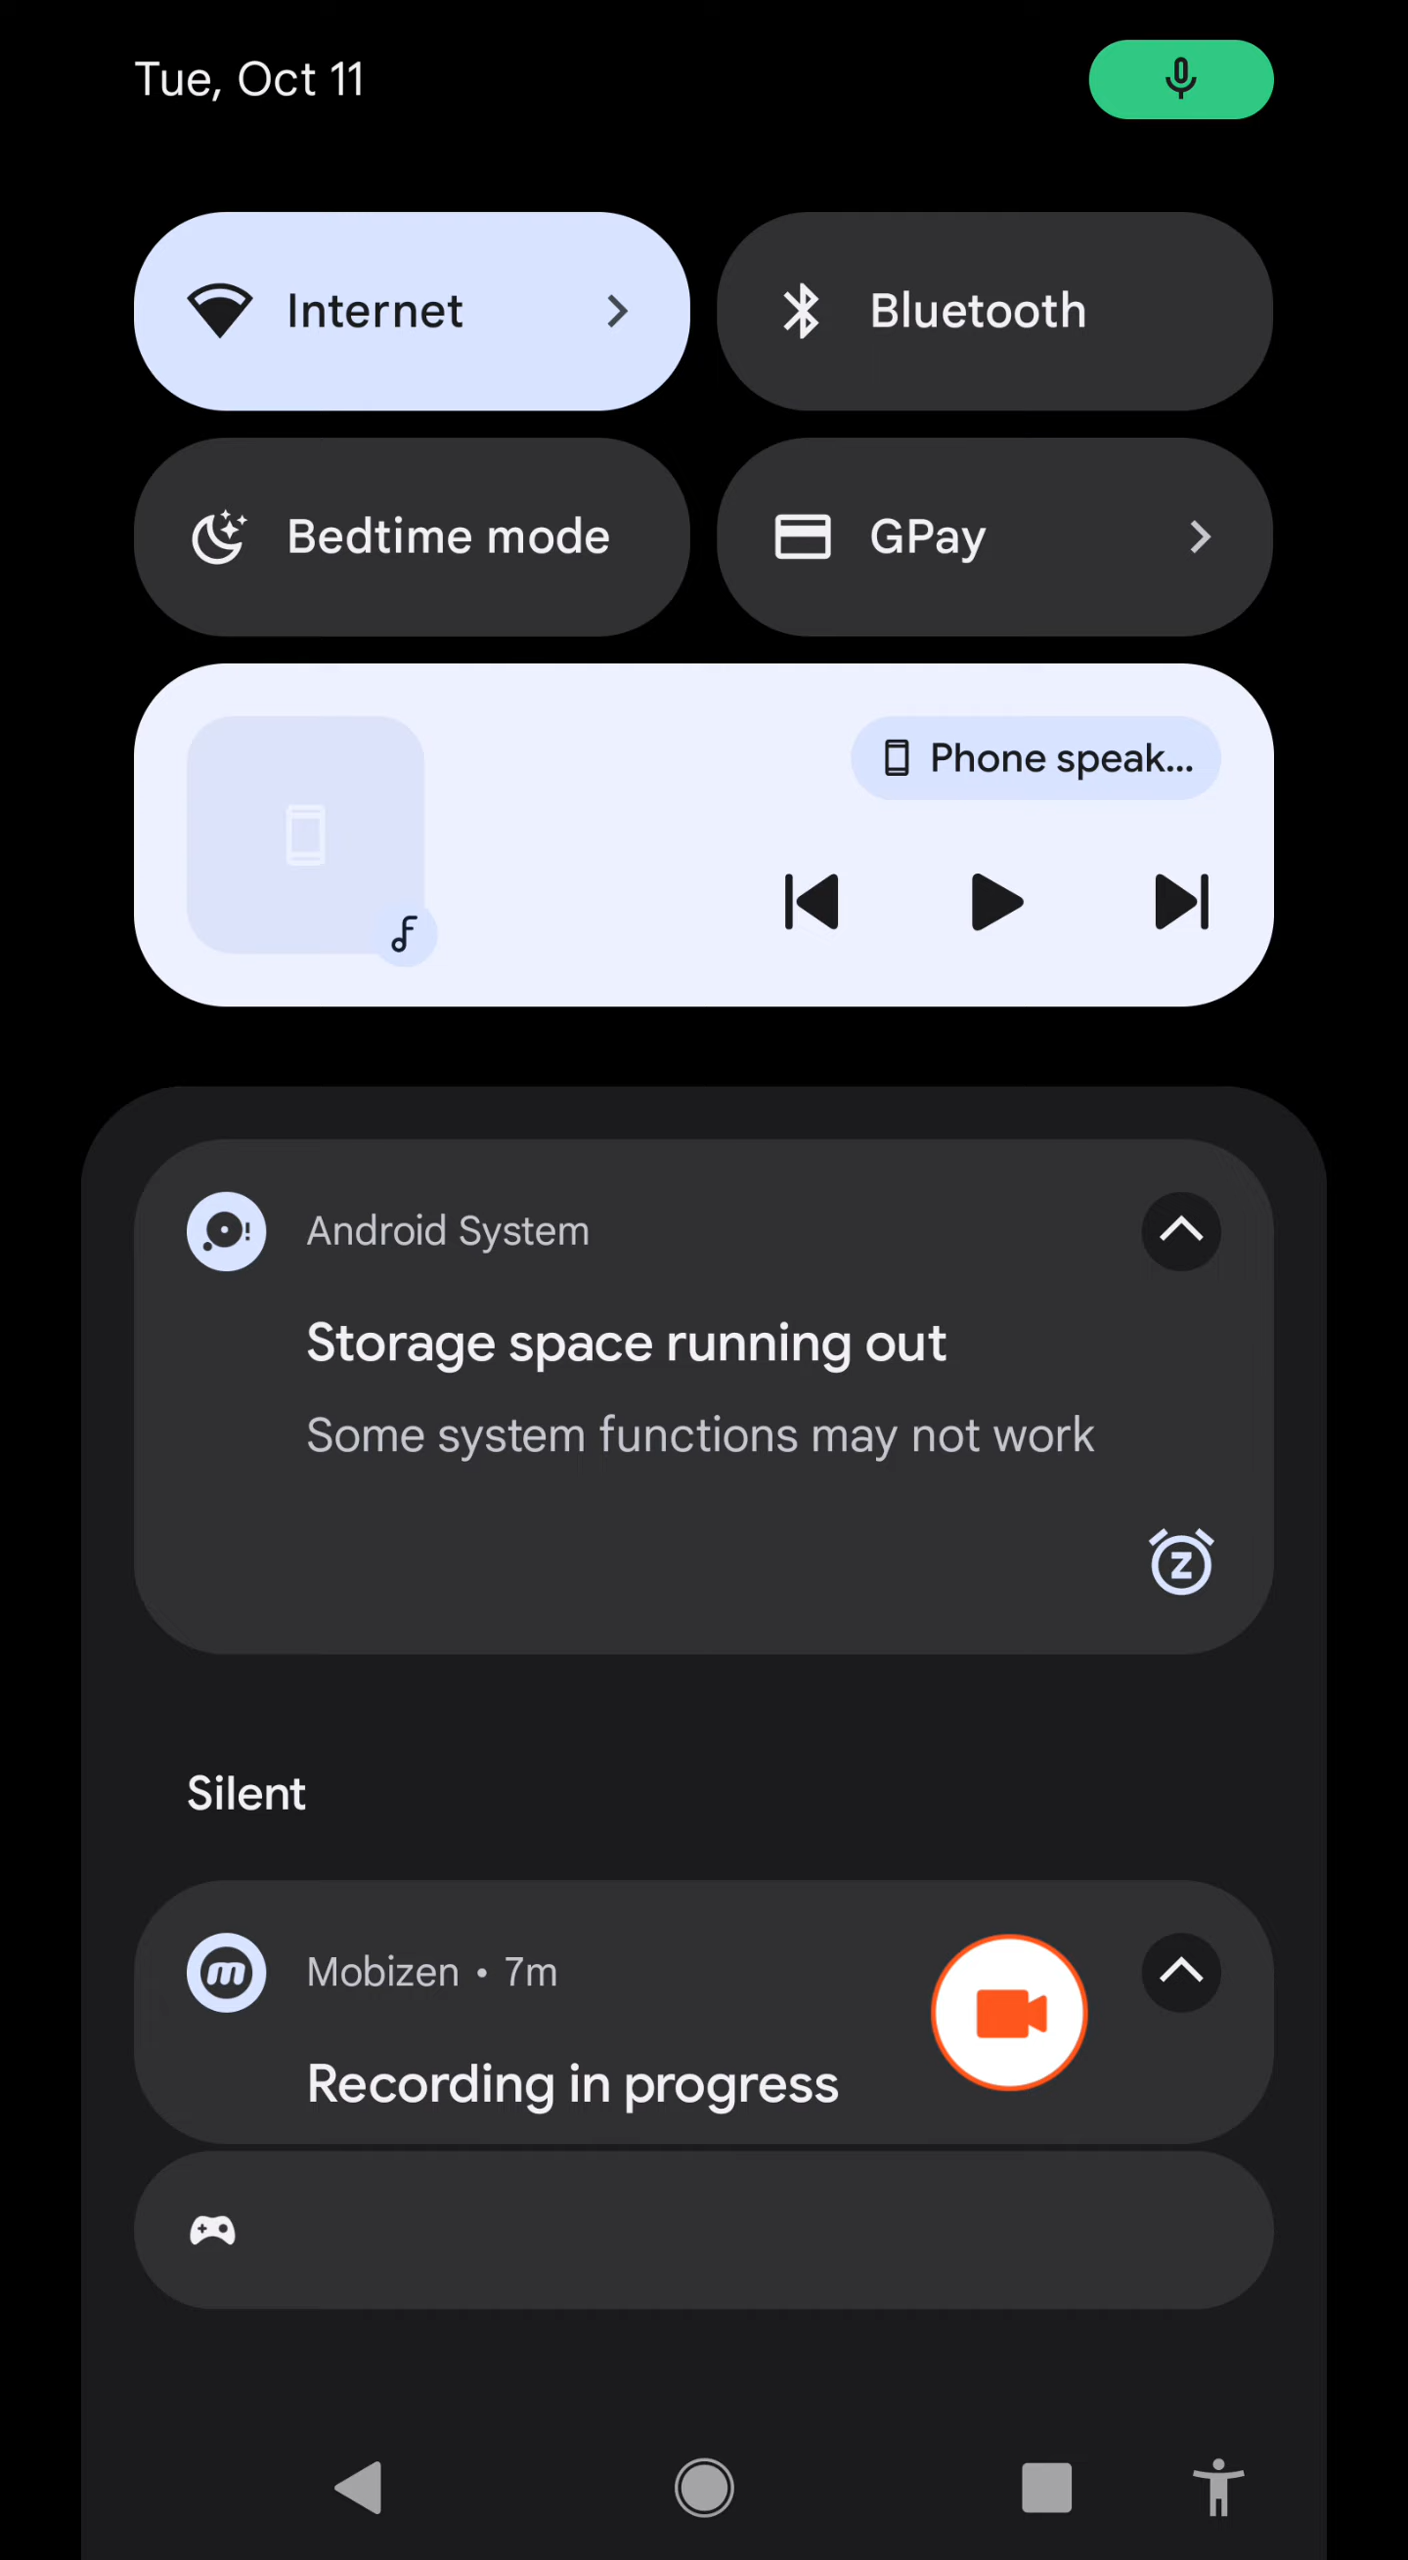 Tue, Oct 11
Internet
Bluetooth
Bedtime mode
GPay
Phone speak...
Android System
Storage space running out
Some system functions may not work
Silent
Mobizen • 7m
Recording in progress